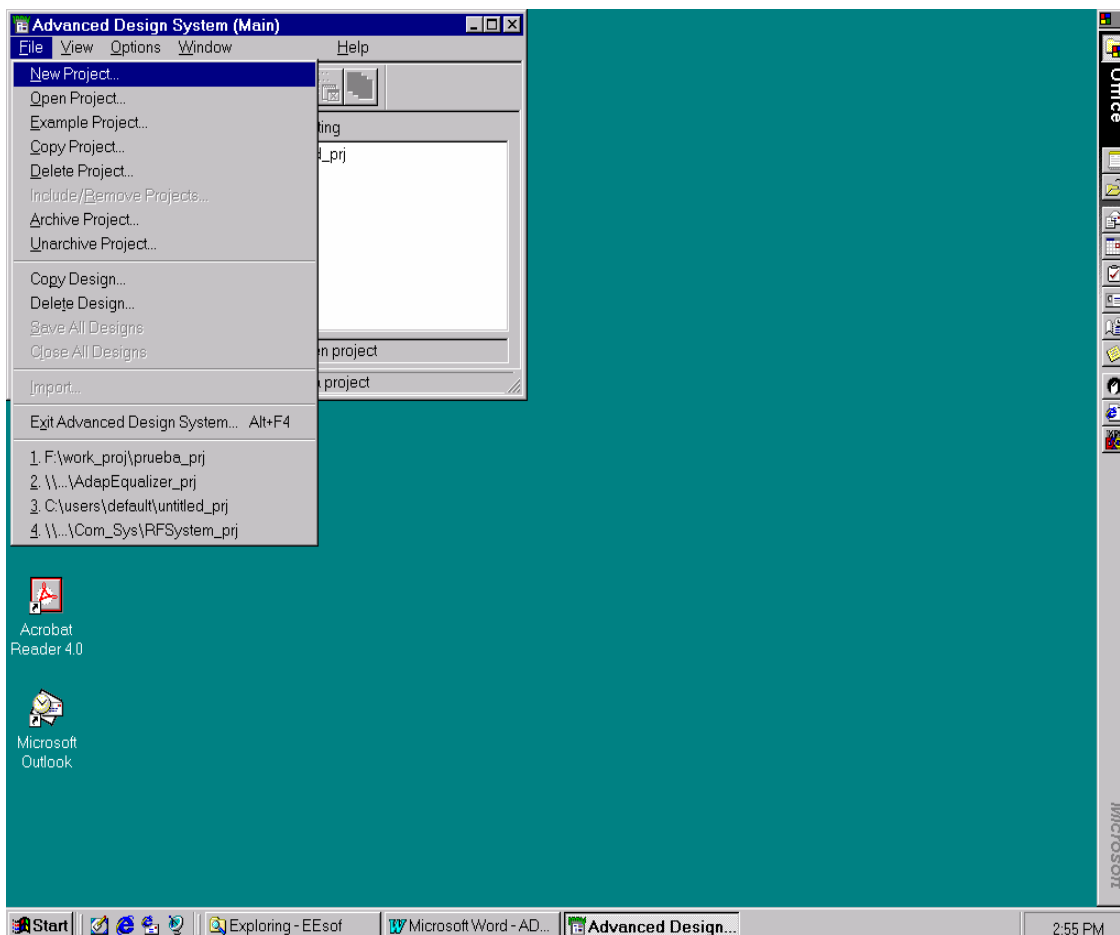 Advanced Design System (Main)
File View Options Window Help
New Project...
Open Project...
Example Project...
Copy Project...
Delete Project...
Include/Remove Projects...
Archive Project...
Unarchive Project...
Copy Design...
Delete Design...
Save All Designs
Close All Designs
Import...
Exit Advanced Design System... Alt+F4
1. F:\work_proj\prueba_prj
2. \\...\AdapEqualizer_prj
3. C:\users\default\untitled_prj
4. \\...\Com_Sys\RFSystem_prj
ting
d_prj
en project
a project
Office
Acrobat
Reader 4.0
Microsoft
Outlook
Microsoft
Start
Exploring - EEsof
Microsoft Word - AD...
Advanced Design...
2:55 PM